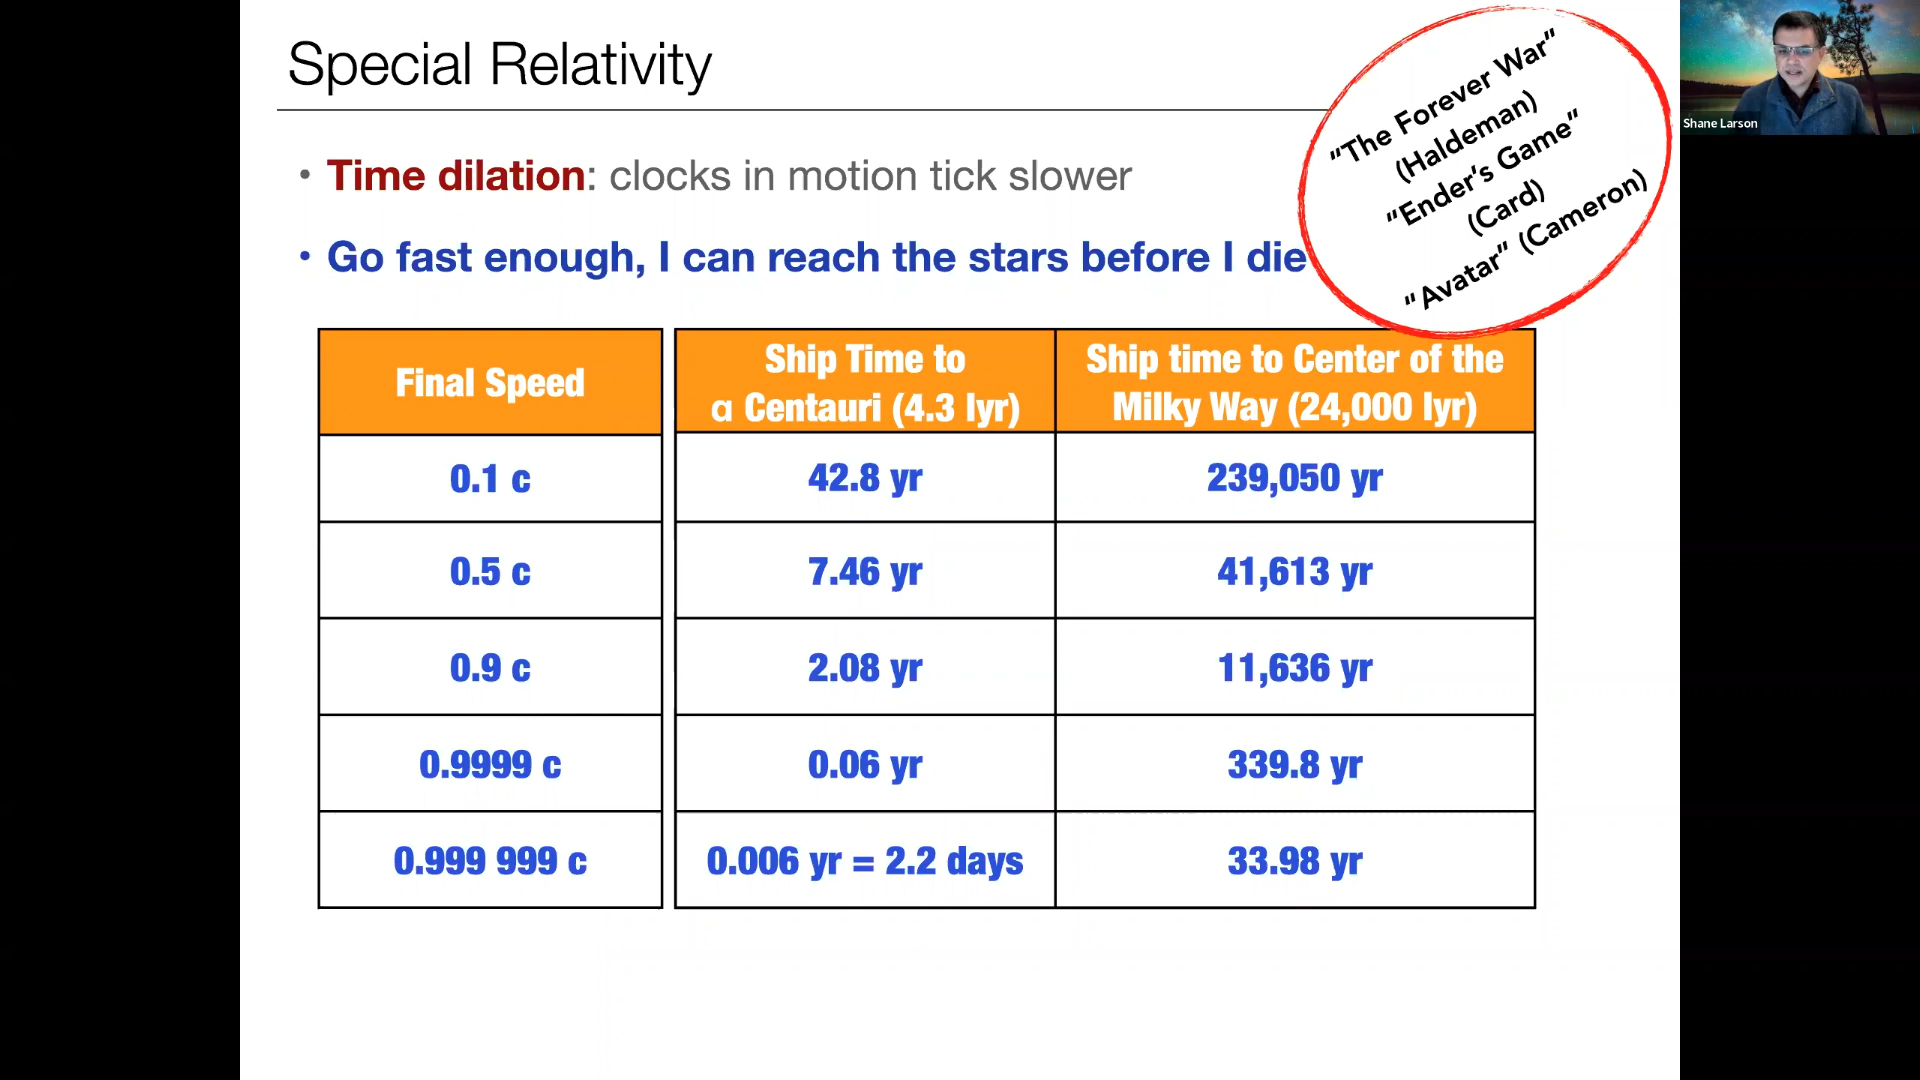 Special Relativity
"The Forever War"
(Haldeman)
"Ender's Game"
(Card)
"Avatar" (Cameron)
Shane Larson
• Time dilation: clocks in motion tick slower
• Go fast enough, I can reach the stars before I die
Final Speed
Ship Time to
α Centauri (4.3 lyr)
Ship time to Center of the
Milky Way (24,000 lyr)
0.1 c
42.8 yr
239,050 yr
0.5 c
7.46 yr
41,613 yr
0.9 c
2.08 yr
11,636 yr
0.9999 c
0.06 yr
339.8 yr
0.999 999 c
0.006 yr = 2.2 days
33.98 yr